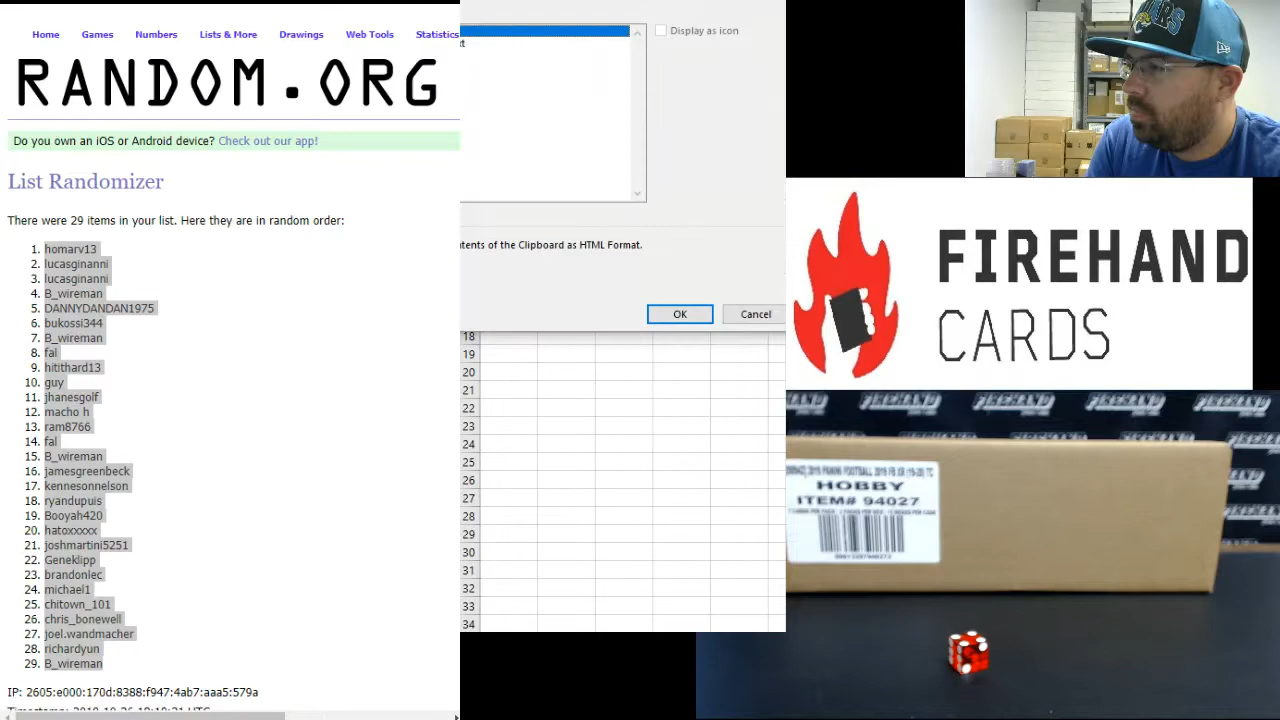 Home Games Numbers Lists & More Drawings Web Tools Statistics
RANDOM.ORG
Do you own an iOS or Android device? Check out our app!
List Randomizer
There were 29 items in your list. Here they are in random order:
1. homarv13
2. lucasginanni
3. lucasginanni
4. B_wireman
5. DANNYDANDAN1975
6. bukossi344
7. B_wireman
8. fal
9. hitithard13
10. guy
11. jhanesgolf
12. macho h
13. ram8766
14. fal
15. B_wireman
16. jamesgreenbeck
17. kennesonnelson
18. ryandupuis
19. Booyah420
20. hatoxxxxx
21. joshmartini5251
22. Geneklipp
23. brandonlec
24. michael1
25. chitown_101
26. chris_bonewell
27. joel.wandmacher
28. richardyun
29. B_wireman
IP: 2605:e000:170d:8388:f947:4ab7:aaa5:579a
Display as icon
ntents of the Clipboard as HTML Format.
OK Cancel
18
19
20
21
22
23
24
25
26
27
28
29
30
31
32
33
34
FIREHAND
CARDS
FIREHAND FIREHAND FIREHAND
HOBBY
ITEM# 94027